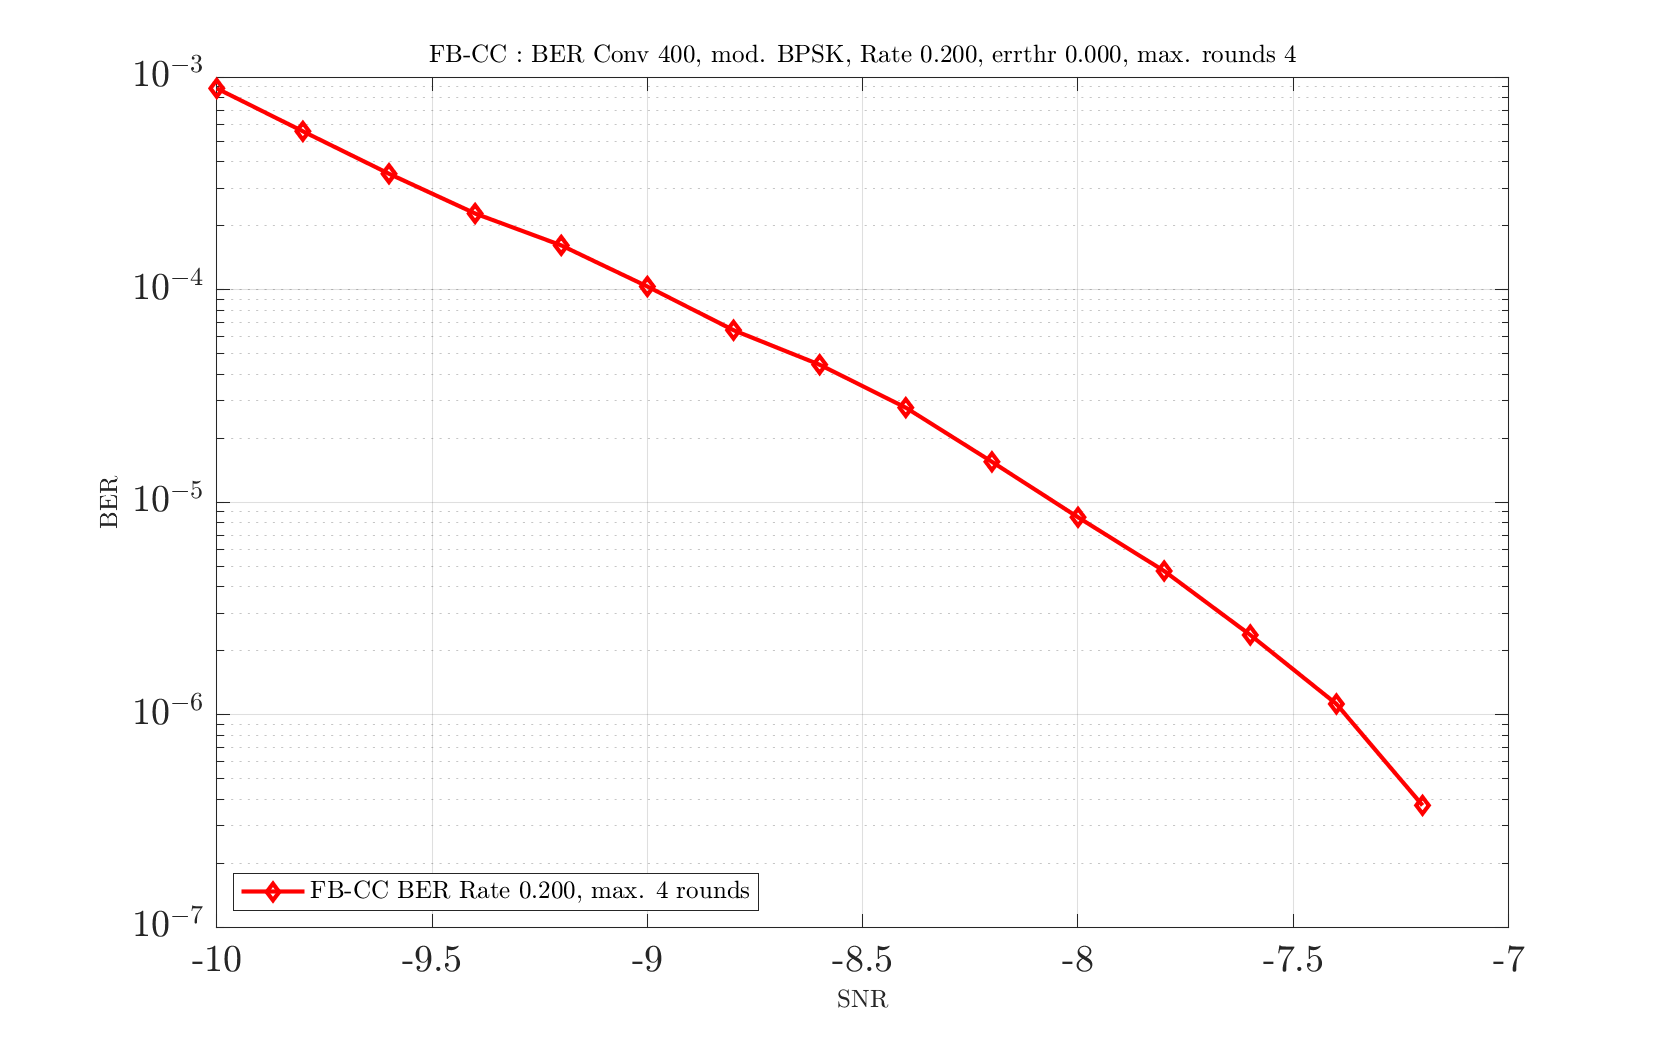 FB-CC : BER Conv 400, mod. BPSK, Rate 0.200, errthr 0.000, max. rounds 4
10^{-3}
10^{-4}
10^{-5}
10^{-6}
10^{-7}
BER
FB-CC BER Rate 0.200, max. 4 rounds
-10 -9.5 -9 -8.5 -8 -7.5 -7
SNR